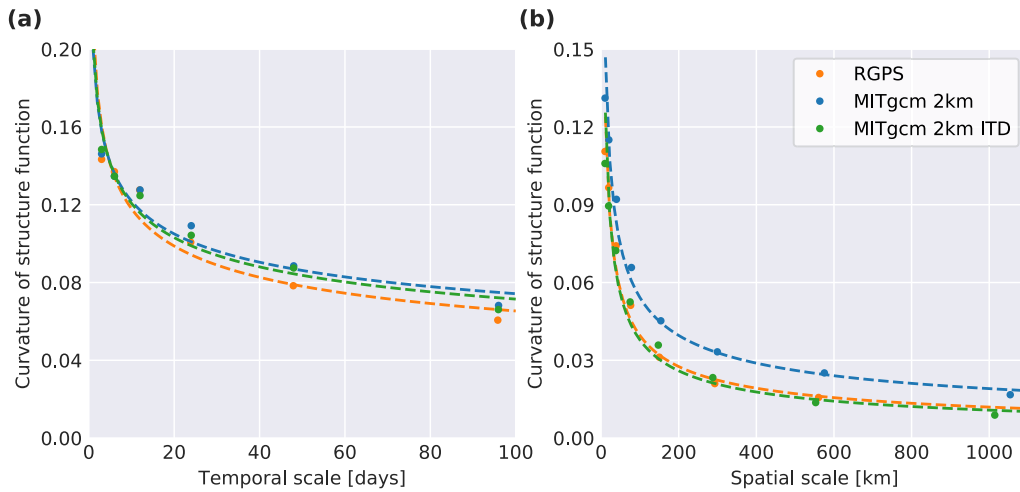 (a)
Curvature of structure function
0.20
0.16
0.12
0.08
0.04
0.00
0 20 40 60 80 100
Temporal scale [days]
(b)
Curvature of structure function
0.15
0.12
0.09
0.06
0.03
0.00
0 200 400 600 800 1000
Spatial scale [km]
RGPS
MITgcm 2km
MITgcm 2km ITD